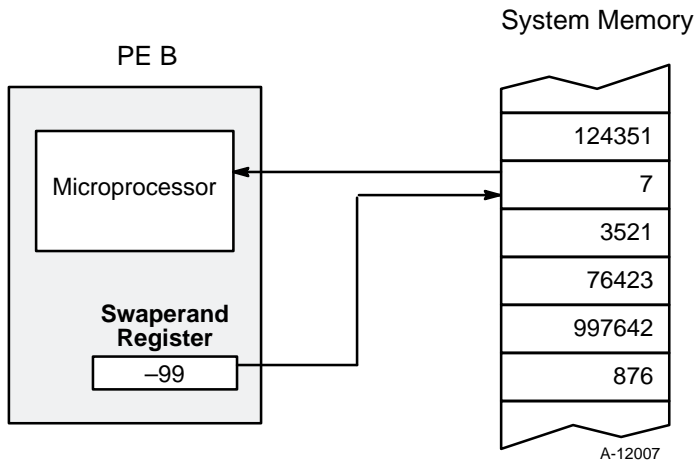 System Memory
PE B
Microprocessor
Swaperand
Register
–99
124351
7
3521
76423
997642
876
A-12007